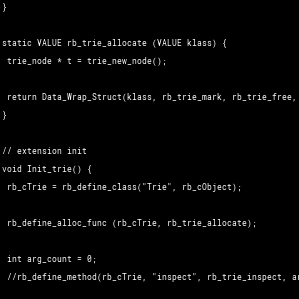 }
static VALUE rb_trie_allocate (VALUE klass) {
trie_node * t = trie_new_node();
return Data_Wrap_Struct(klass, rb_trie_mark, rb_trie_free,
}
// extension init
void Init_trie() {
rb_cTrie = rb_define_class("Trie", rb_cObject);
rb_define_alloc_func (rb_cTrie, rb_trie_allocate);
int arg_count = 0;
//rb_define_method(rb_cTrie, "inspect", rb_trie_inspect,